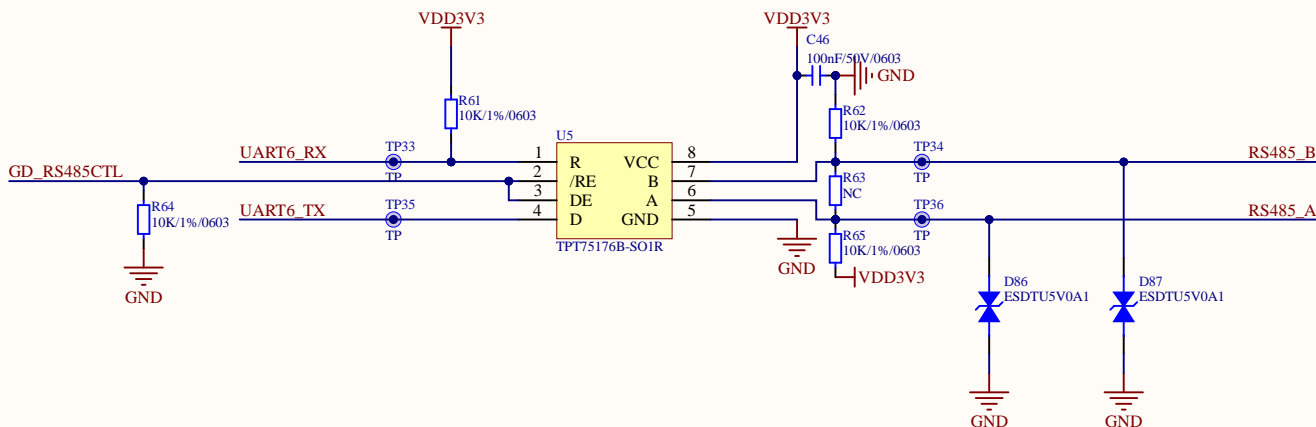 VDD3V3
VDD3V3
C46
100nF/50V/0603
GND
R61
10K/1%/0603
R62
10K/1%/0603
U5
UART6_RX
TP33
TP
1
R
VCC
8
TP34
TP
RS485_B
GD_RS485CTL
2
/RE
B
7
R63
NC
3
DE
A
6
R64
10K/1%/0603
UART6_TX
TP35
TP
4
D
GND
5
TP36
TP
RS485_A
R65
10K/1%/0603
TPT75176B-SO1R
GND
VDD3V3
GND
D86
ESDTU5V0A1
D87
ESDTU5V0A1
GND
GND